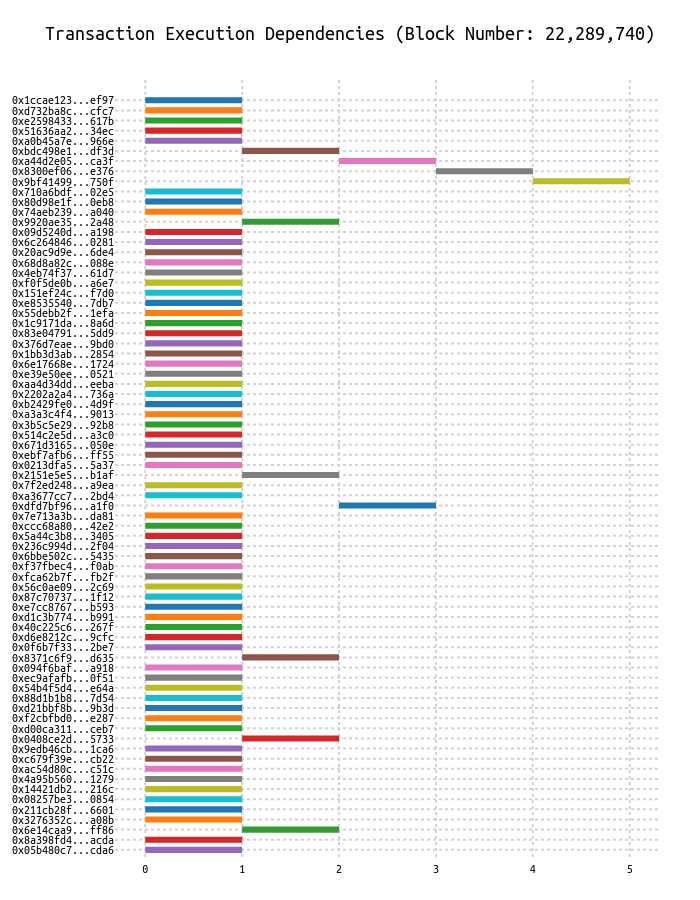 Transaction Execution Dependencies (Block Number: 22,289,740)
0x1ccae123...ef97
0xd732ba8c...cfc7
0xe2598433...617b
0x51636aa2...34ec
0xa0b45a7e...966e
0xbdc498e1...df3d
0xa44d2e05...ca3f
0x8300ef06...e376
0x9bf41499...750f
0x710a6bdf...02e5
0x80d98e1f...0eb8
0x74aeb239...a040
0x9920ae35...2a48
0x09d5240d...a198
0x6c264846...0281
0x20ac9d9e...6de4
0x68d8a82c...088e
0x4eb74f37...61d7
0xf0f5de0b...a6e7
0x151ef24c...f7d0
0xe8535540...7db7
0x55debb2f...1efa
0x1c9171da...8a6d
0x83e04791...5dd9
0x376d7eae...9bd0
0x1bb3d3ab...2854
0x6e17668e...1724
0xe39e50ee...0521
0xaa4d34dd...eeba
0x2202a2a4...736a
0xb2429fe0...4d9f
0xa3a3c4f4...9013
0x3b5c5e29...92b8
0x514c2e5d...a3c0
0x671d3165...050e
0xebf7afb6...ff55
0x0213dfa5...5a37
0x2151e5e5...b1af
0x7f2ed248...a9ea
0xa3677cc7...2bd4
0xdfd7bf96...a1f0
0x7e713a3b...da81
0xccc68a80...42e2
0x5a44c3b8...3405
0x236c994d...2f04
0x6bbe502c...5435
0xf37fbec4...f0ab
0xfca62b7f...fb2f
0x56c0ae09...2c69
0x87c70737...1f12
0xe7cc8767...b593
0xd1c3b774...b991
0x40c225c6...267f
0xd6e8212c...9cfc
0x0f6b7f33...2be7
0x8371c6f9...d635
0x094f6baf...a918
0xec9afafb...0f51
0x54b4f5d4...e64a
0x88d1b1b8...7d54
0xd21bbf8b...9b3d
0xf2cbfbd0...e287
0xd00ca311...ceb7
0x0408ce2d...5733
0x9edb46cb...1ca6
0xc679f39e...cb22
0xac54d80c...c51c
0x4a95b560...1279
0x14421db2...216c
0x08257be3...0854
0x211cb28f...6601
0x3276352c...a08b
0x6e14caa9...ff86
0x8a398fd4...acda
0x05b480c7...cda6
0 1 2 3 4 5